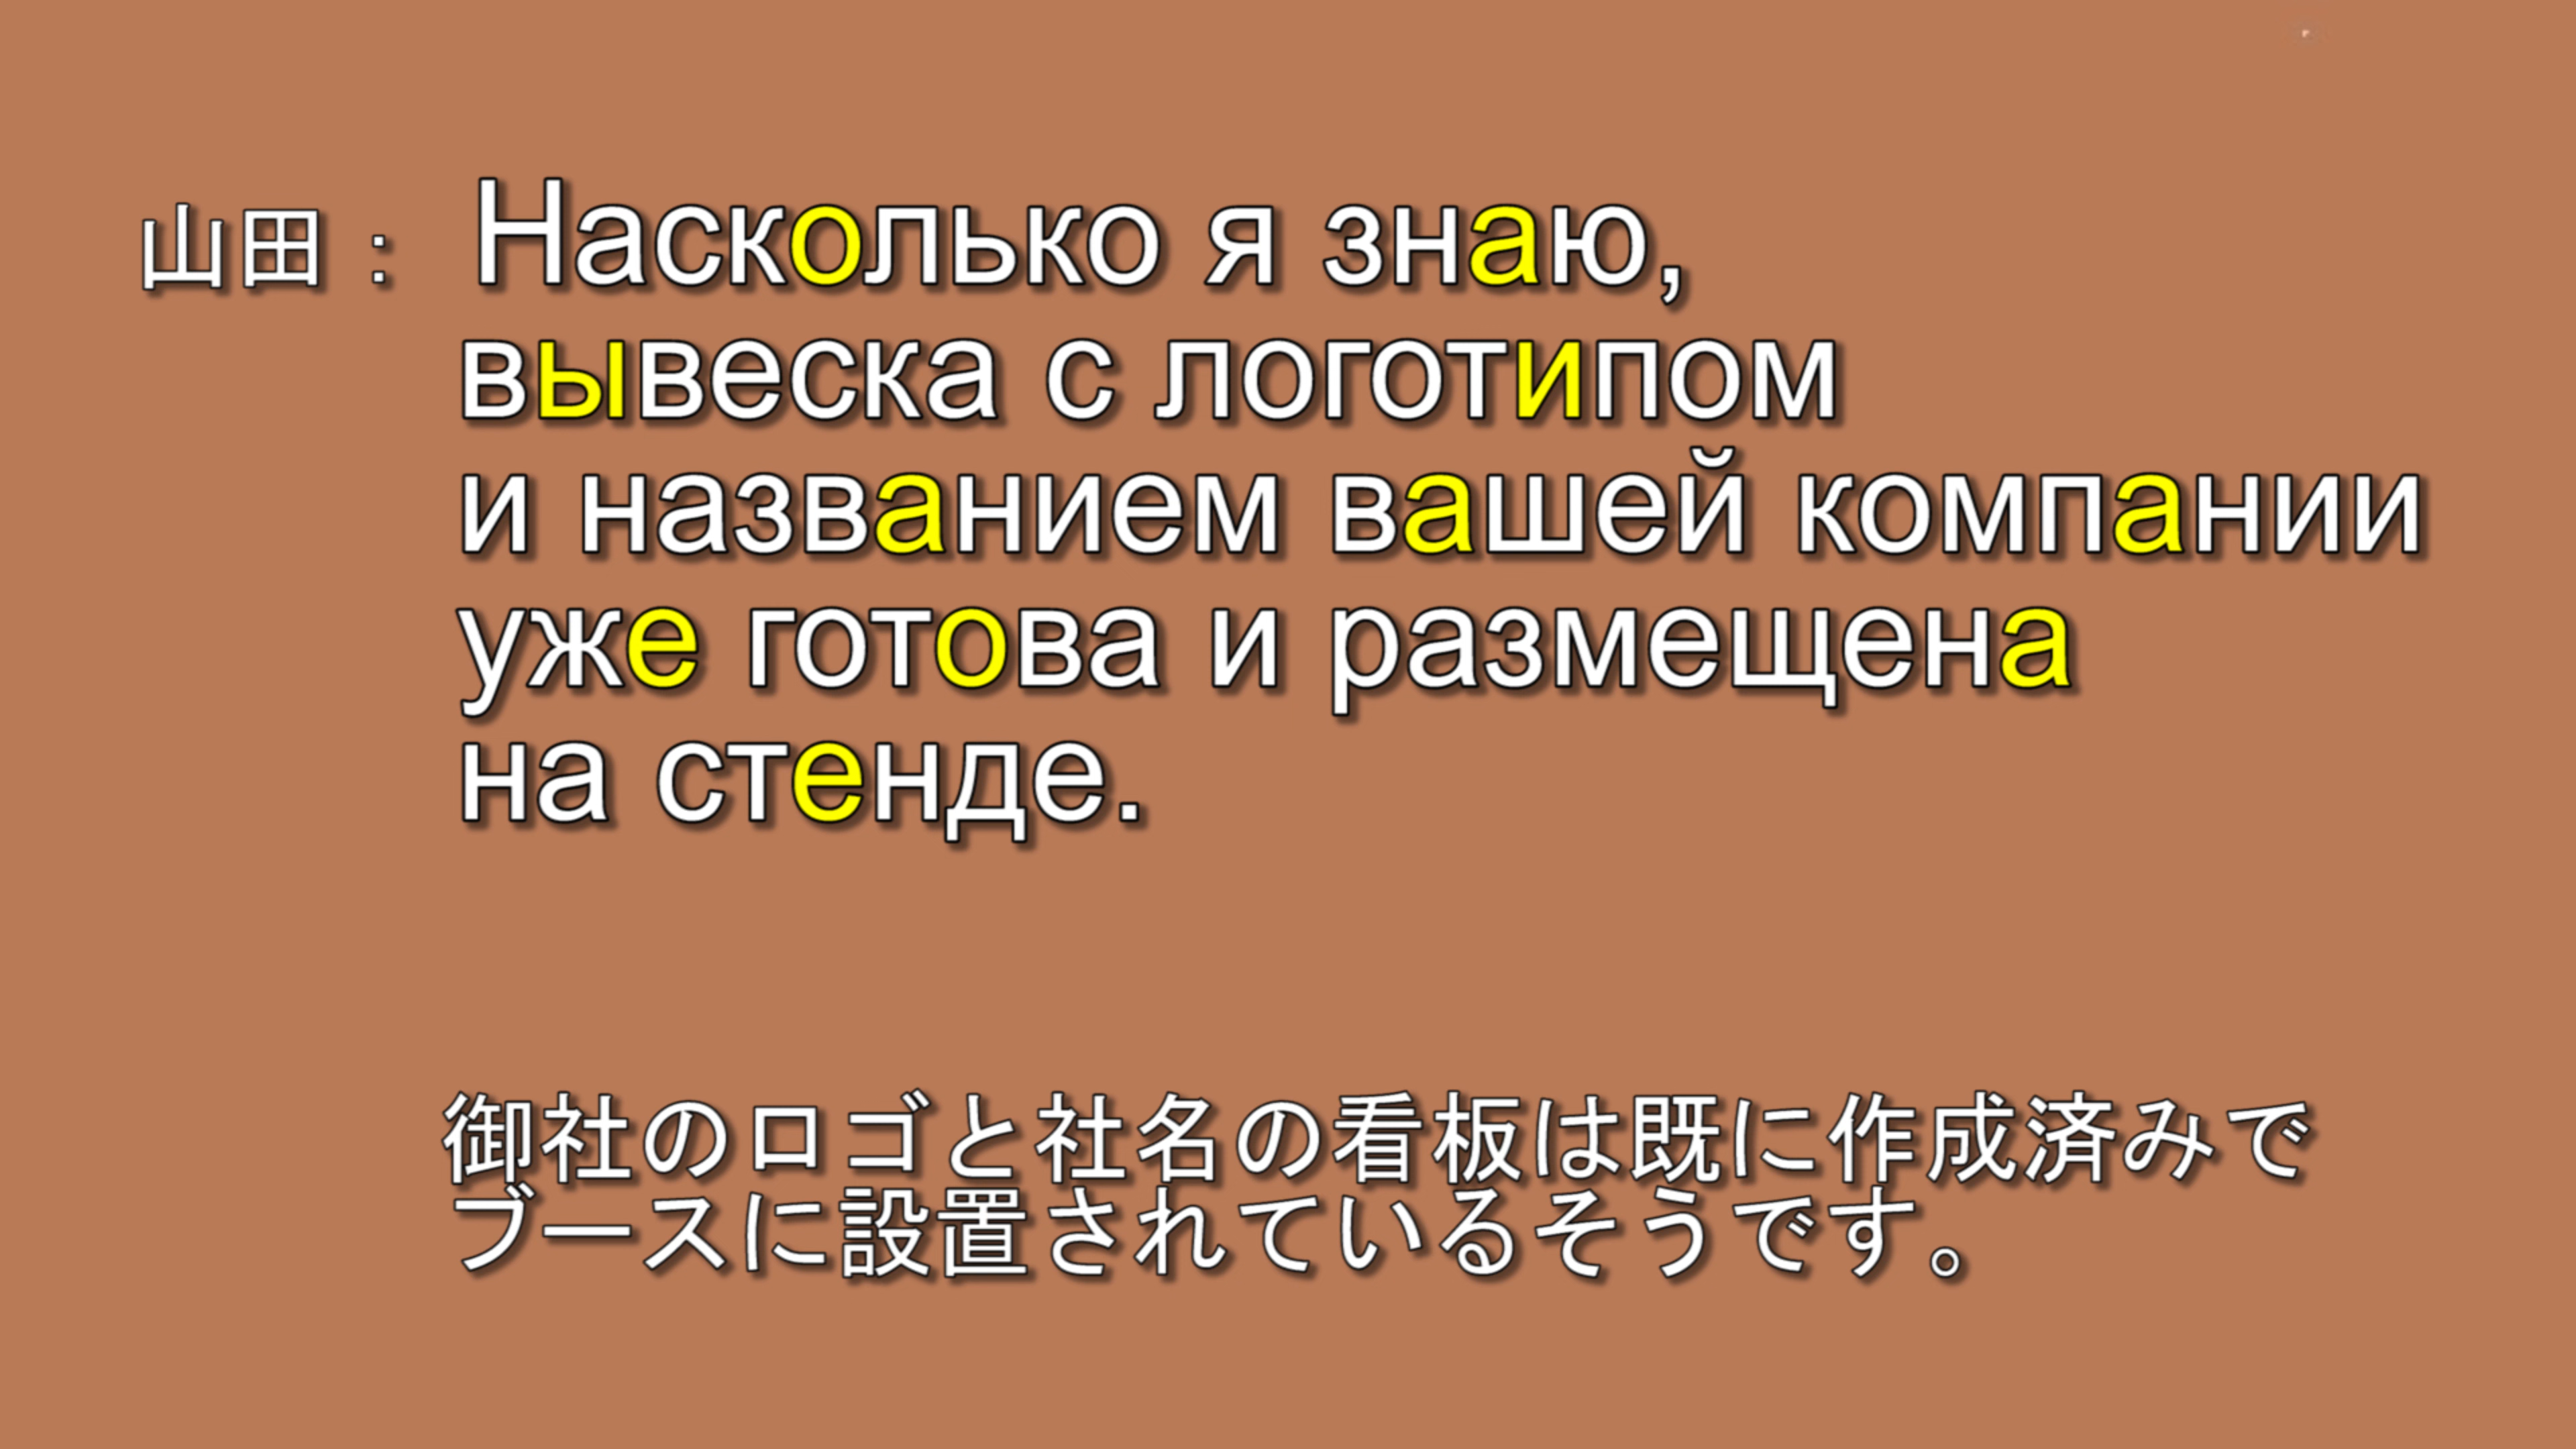 山田： Насколько я знаю,
вывеска с логотипом
и названием вашей компании
уже готова и размещена
на стенде.
御社のロゴと社名の看板は既に作成済みで
ブースに設置されているそうです。